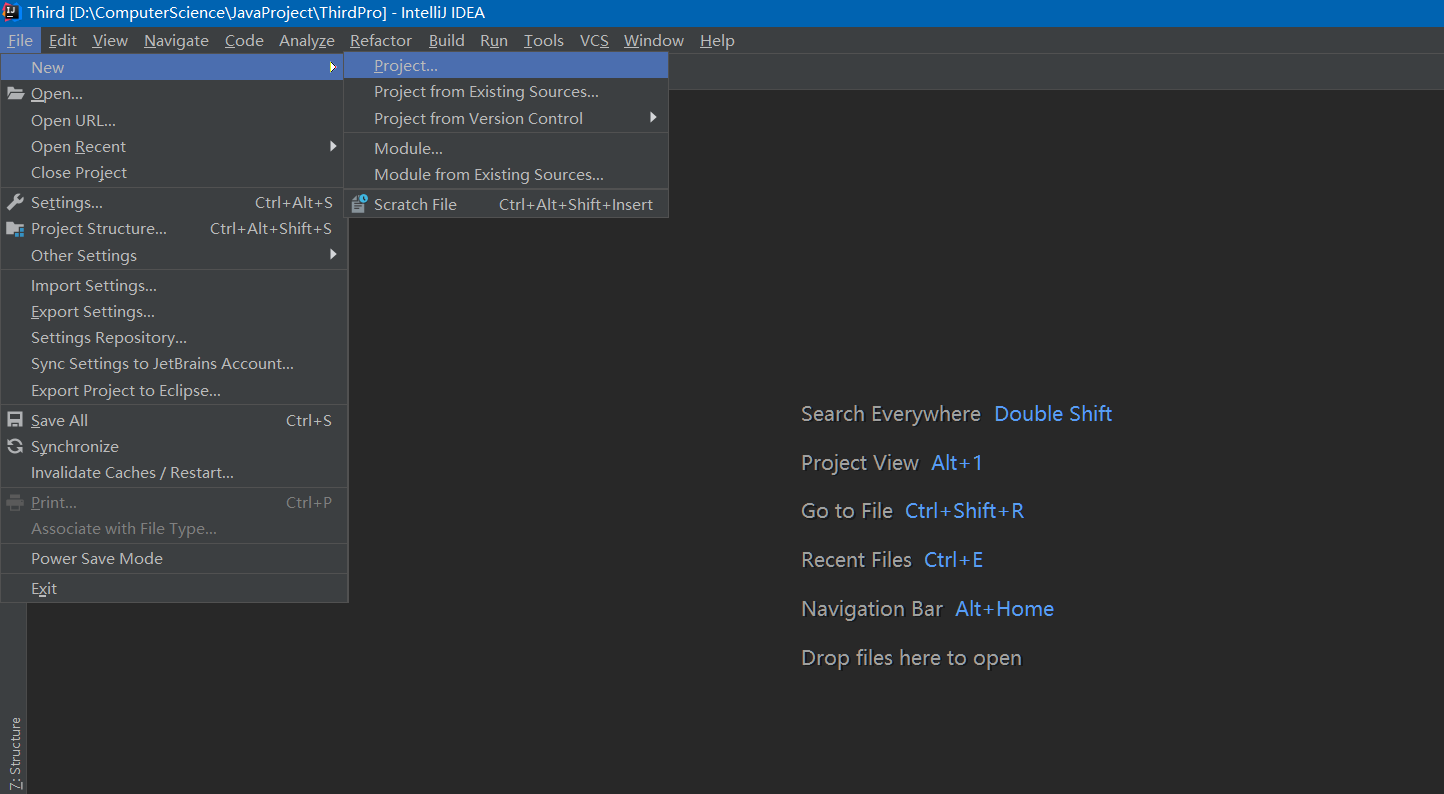 Third [D:\ComputerScience\JavaProject\ThirdPro] - IntelliJ IDEA
File Edit View Navigate Code Analyze Refactor Build Run Tools VCS Window Help
New
Open...
Open URL...
Open Recent
Close Project
Settings... Ctrl+Alt+S
Project Structure... Ctrl+Alt+Shift+S
Other Settings
Import Settings...
Export Settings...
Settings Repository...
Sync Settings to JetBrains Account...
Export Project to Eclipse...
Save All Ctrl+S
Synchronize
Invalidate Caches / Restart...
Print... Ctrl+P
Associate with File Type...
Power Save Mode
Exit
Project...
Project from Existing Sources...
Project from Version Control
Module...
Module from Existing Sources...
Scratch File Ctrl+Alt+Shift+Insert
Search Everywhere Double Shift
Project View Alt+1
Go to File Ctrl+Shift+R
Recent Files Ctrl+E
Navigation Bar Alt+Home
Drop files here to open
7: Structure